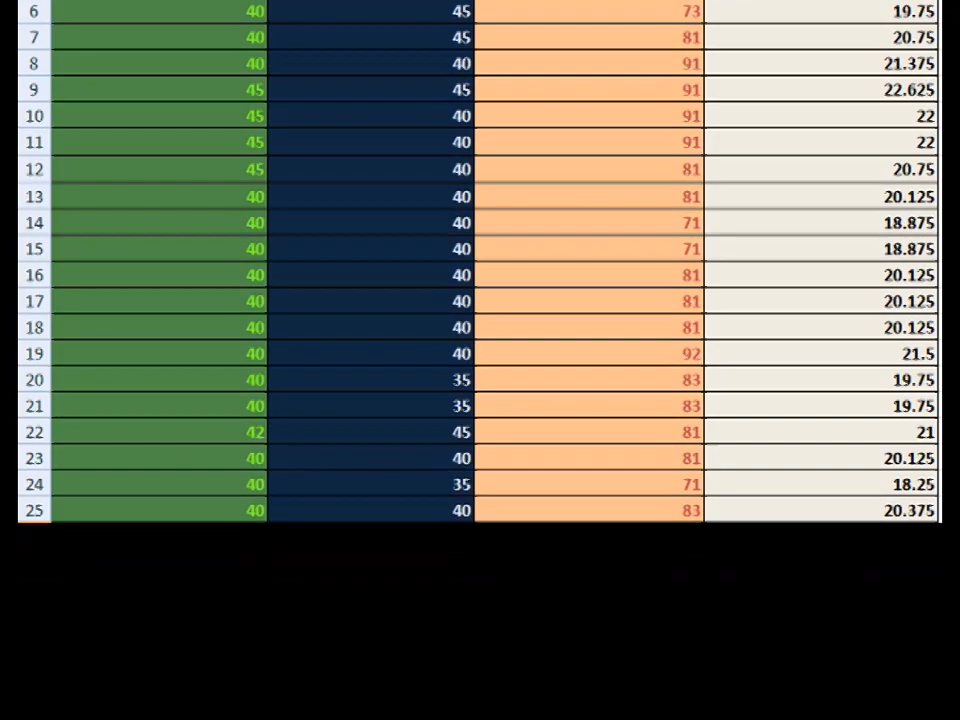 6 40 45 73 19.75
7 40 45 81 20.75
8 40 40 91 21.375
9 45 45 91 22.625
10 45 40 91 22
11 45 40 91 22
12 45 40 81 20.75
13 40 40 81 20.125
14 40 40 71 18.875
15 40 40 71 18.875
16 40 40 81 20.125
17 40 40 81 20.125
18 40 40 81 20.125
19 40 40 92 21.5
20 40 35 83 19.75
21 40 35 83 19.75
22 42 45 81 21
23 40 40 81 20.125
24 40 35 71 18.25
25 40 40 83 20.375